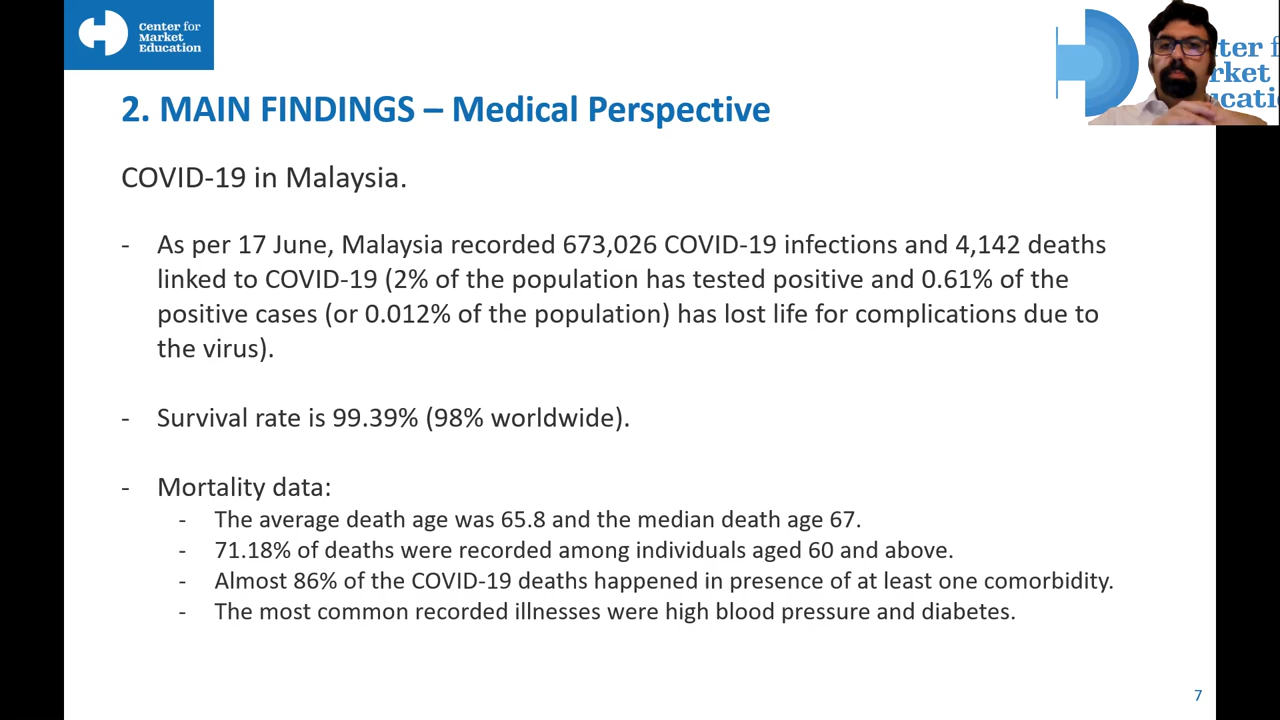 Center for
Market
Education
2. MAIN FINDINGS – Medical Perspective
COVID-19 in Malaysia.
- As per 17 June, Malaysia recorded 673,026 COVID-19 infections and 4,142 deaths
linked to COVID-19 (2% of the population has tested positive and 0.61% of the
positive cases (or 0.012% of the population) has lost life for complications due to
the virus).
- Survival rate is 99.39% (98% worldwide).
- Mortality data:
- The average death age was 65.8 and the median death age 67.
- 71.18% of deaths were recorded among individuals aged 60 and above.
- Almost 86% of the COVID-19 deaths happened in presence of at least one comorbidity.
- The most common recorded illnesses were high blood pressure and diabetes.
7